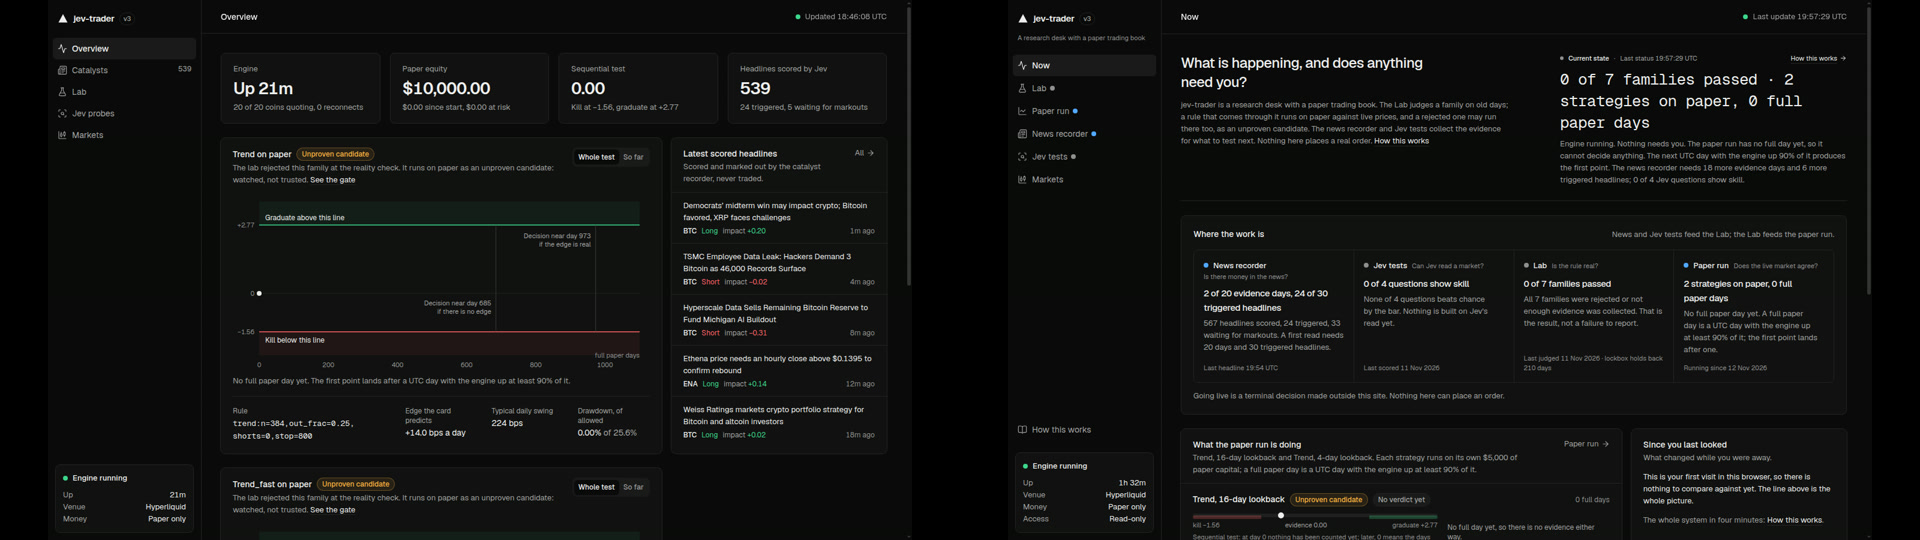 jev-trader v3
Overview
Catalysts 539
Lab
Jev probes
Markets
Engine running
Up 21m
Venue Hyperliquid
Money Paper only
Overview
Updated 18:46:08 UTC
Engine
Up 21m
20 of 20 coins quoting, 0 reconnects
Paper equity
$10,000.00
$0.00 since start, $0.00 at risk
Sequential test
0.00
Kill at −1.56, graduate at +2.77
Headlines scored by Jev
539
24 triggered, 5 waiting for markouts
Trend on paper Unproven candidate
Whole test So far
The lab rejected this family at the reality check. It runs on paper as an unproven candidate:
watched, not trusted. See the gate
Graduate above this line
+2.77
Decision near day 973
if the edge is real
0
Decision near day 685
if there is no edge
−1.56
Kill below this line
full paper days
0 200 400 600 800 1000
No full paper day yet. The first point lands after a UTC day with the engine up at least 90% of it.
Rule
trend:n=384,out_frac=0.25,
shorts=0,stop=800
Edge the card
predicts
+14.0 bps a day
Typical daily swing
224 bps
Drawdown, of
allowed
0.00% of 25.6%
Trend_fast on paper Unproven candidate
Whole test So far
The lab rejected this family at the reality check. It runs on paper as an unproven candidate:
watched, not trusted. See the gate
Latest scored headlines
All →
Scored and marked out by the catalyst
recorder, never traded.
Democrats' midterm win may impact crypto; Bitcoin
favored, XRP faces challenges
BTC Long impact +0.20 1m ago
TSMC Employee Data Leak: Hackers Demand 3
Bitcoin as 46,000 Records Surface
BTC Short impact −0.02 4m ago
Hyperscale Data Sells Remaining Bitcoin Reserve to
Fund Michigan AI Buildout
BTC Short impact −0.31 8m ago
Ethena price needs an hourly close above $0.1395 to
confirm rebound
ENA Long impact +0.14 12m ago
Weiss Ratings markets crypto portfolio strategy for
Bitcoin and altcoin investors
BTC Long impact +0.02 18m ago
jev-trader v3
A research desk with a paper trading book
Now
Lab
Paper run
News recorder
Jev tests
Markets
How this works
Engine running
Up 1h 32m
Venue Hyperliquid
Money Paper only
Access Read-only
Now
Last update 19:57:29 UTC
What is happening, and does anything
need you?
jev-trader is a research desk with a paper trading book. The Lab judges a family on old days;
a rule that comes through it runs on paper against live prices, and a rejected one may run
there too, as an unproven candidate. The news recorder and Jev tests collect the evidence
for what to test next. Nothing here places a real order. How this works
Current state · Last status 19:57:29 UTC
How this works →
0 of 7 families passed · 2
strategies on paper, 0 full
paper days
Engine running. Nothing needs you. The paper run has no full day yet, so it
cannot decide anything. The next UTC day with the engine up 90% of it produces
the first point. The news recorder needs 18 more evidence days and 6 more
triggered headlines; 0 of 4 Jev questions show skill.
Where the work is
News and Jev tests feed the Lab; the Lab feeds the paper run.
News recorder
Is there money in the news?
2 of 20 evidence days, 24 of 30
triggered headlines
567 headlines scored, 24 triggered, 33
waiting for markouts. A first read needs
20 days and 30 triggered headlines.
Last headline 19:54 UTC
Jev tests Can Jev read a market?
0 of 4 questions show skill
None of 4 questions beats chance
by the bar. Nothing is built on Jev's
read yet.
Last scored 11 Nov 2026
Lab Is the rule real?
0 of 7 families passed
All 7 families were rejected or not
enough evidence was collected. That
is the result, not a failure to report.
Last judged 11 Nov 2026 · lockbox holds back
210 days
Paper run Does the live market agree?
2 strategies on paper, 0 full
paper days
No full paper day yet. A full paper
day is a UTC day with the engine up
at least 90% of it; the first point lands
after one.
Running since 12 Nov 2026
Going live is a terminal decision made outside this site. Nothing here can place an order.
What the paper run is doing
Paper run →
Trend, 16-day lookback and Trend, 4-day lookback. Each strategy runs on its own $5,000 of
paper capital; a full paper day is a UTC day with the engine up at least 90% of it.
Trend, 16-day lookback Unproven candidate No verdict yet 0 full days
kill −1.56 evidence 0.00 graduate +2.77
No full day yet, so there is no evidence either
way.
Sequential test: at day 0 nothing has been counted yet; later, 0 means the days
Since you last looked
What changed while you were away.
This is your first visit in this browser, so there is
nothing to compare against yet. The line above is the
whole picture.
The whole system in four minutes: How this works.